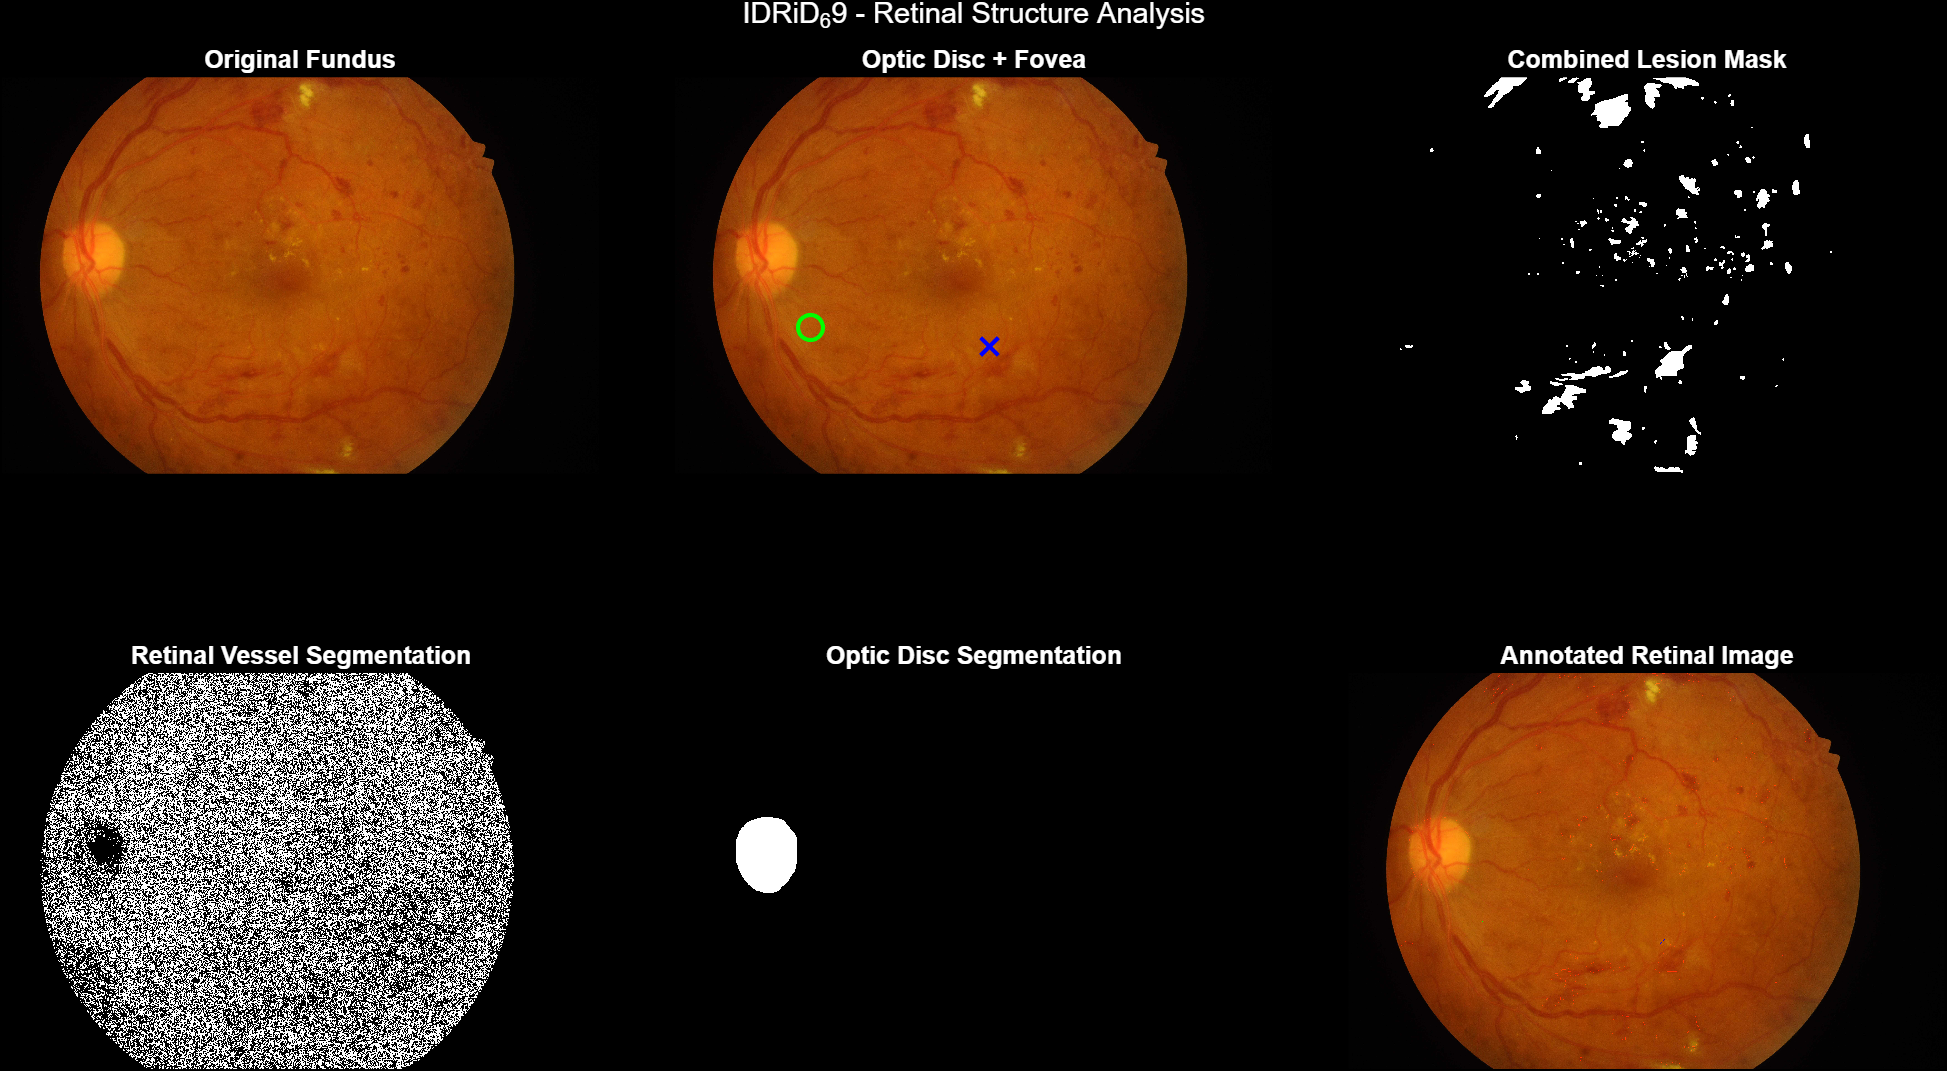 IDRiD₆9 - Retinal Structure Analysis
Original Fundus
Optic Disc + Fovea
Combined Lesion Mask
Retinal Vessel Segmentation
Optic Disc Segmentation
Annotated Retinal Image